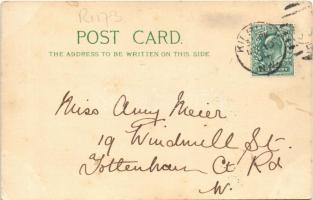 R1173
POST CARD.
THE ADDRESS TO BE WRITTEN ON THIS SIDE.
Miss Amy Meier
19 Windmill St.
Tottenham Ct Rd
W.